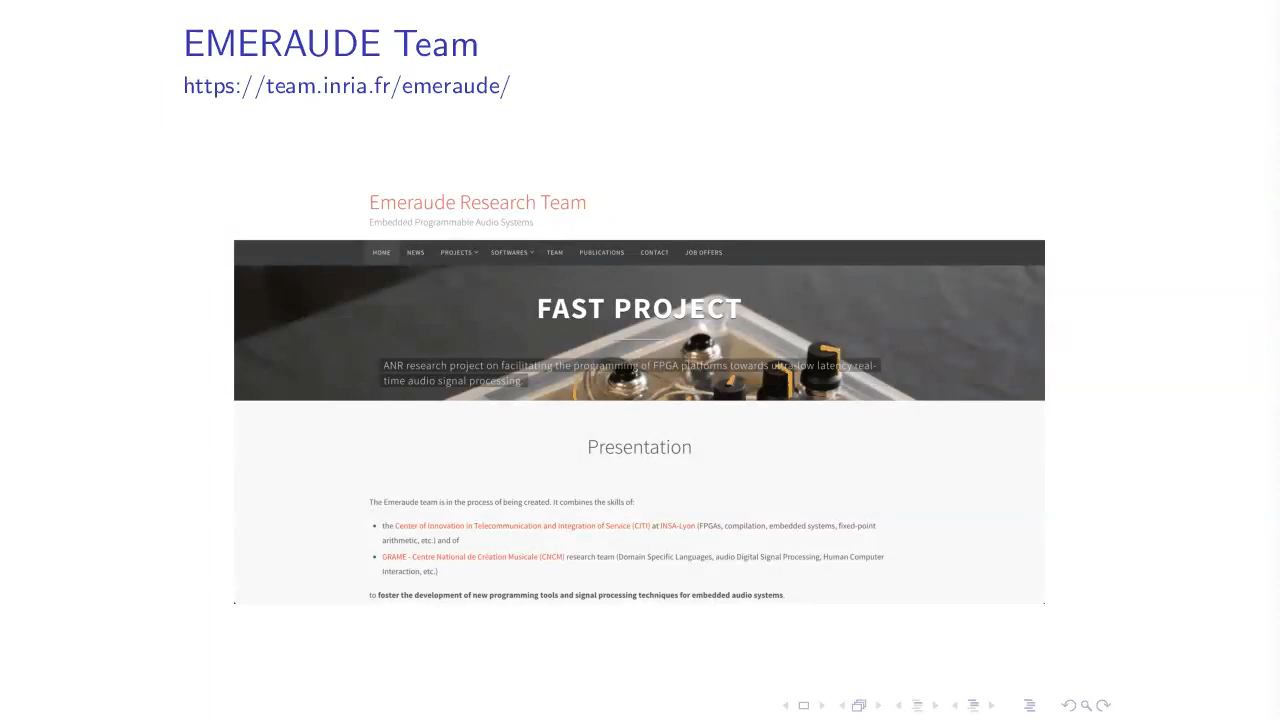 EMERAUDE Team
https://team.inria.fr/emeraude/
Emeraude Research Team
Embedded Programmable Audio Systems
HOME NEWS PROJECTS SOFTWARES TEAM PUBLICATIONS CONTACT JOB OFFERS
FAST PROJECT
ANR research project on facilitating the programming of FPGA platforms towards ultra-low latency real-
time audio signal processing.
Presentation
The Emeraude team is in the process of being created. It combines the skills of:
• the Center of Innovation in Telecommunication and Integration of Service (CITI) at INSA-Lyon (FPGAs, compilation, embedded systems, fixed-point
arithmetic, etc.) and of
• GRAME - Centre National de Création Musicale (CNCM) research team (Domain Specific Languages, audio Digital Signal Processing, Human Computer
Interaction, etc.)
to foster the development of new programming tools and signal processing techniques for embedded audio systems.